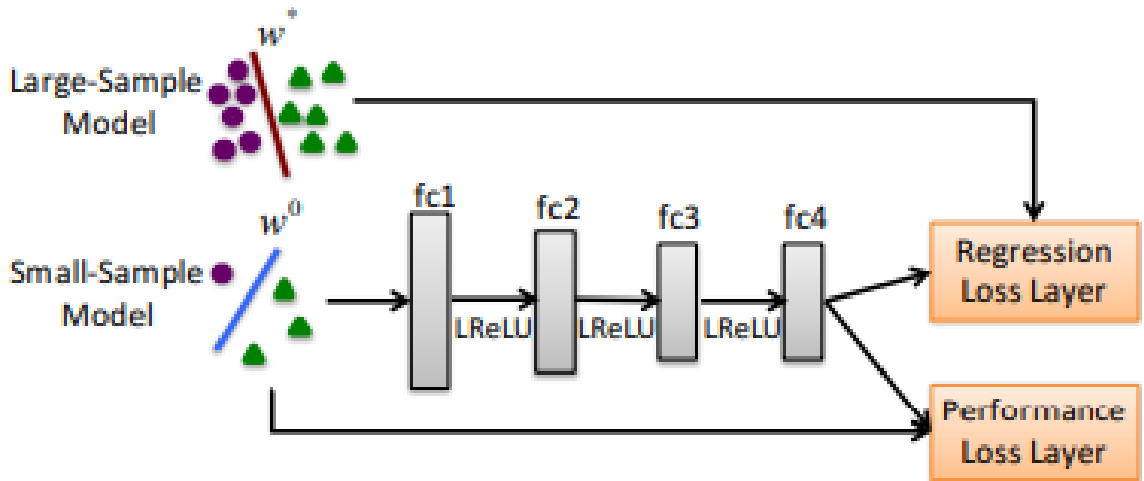 w*
Large-Sample
Model
w⁰
Small-Sample
Model
fc1
fc2
fc3
fc4
LReLU
LReLU
LReLU
Regression
Loss Layer
Performance
Loss Layer